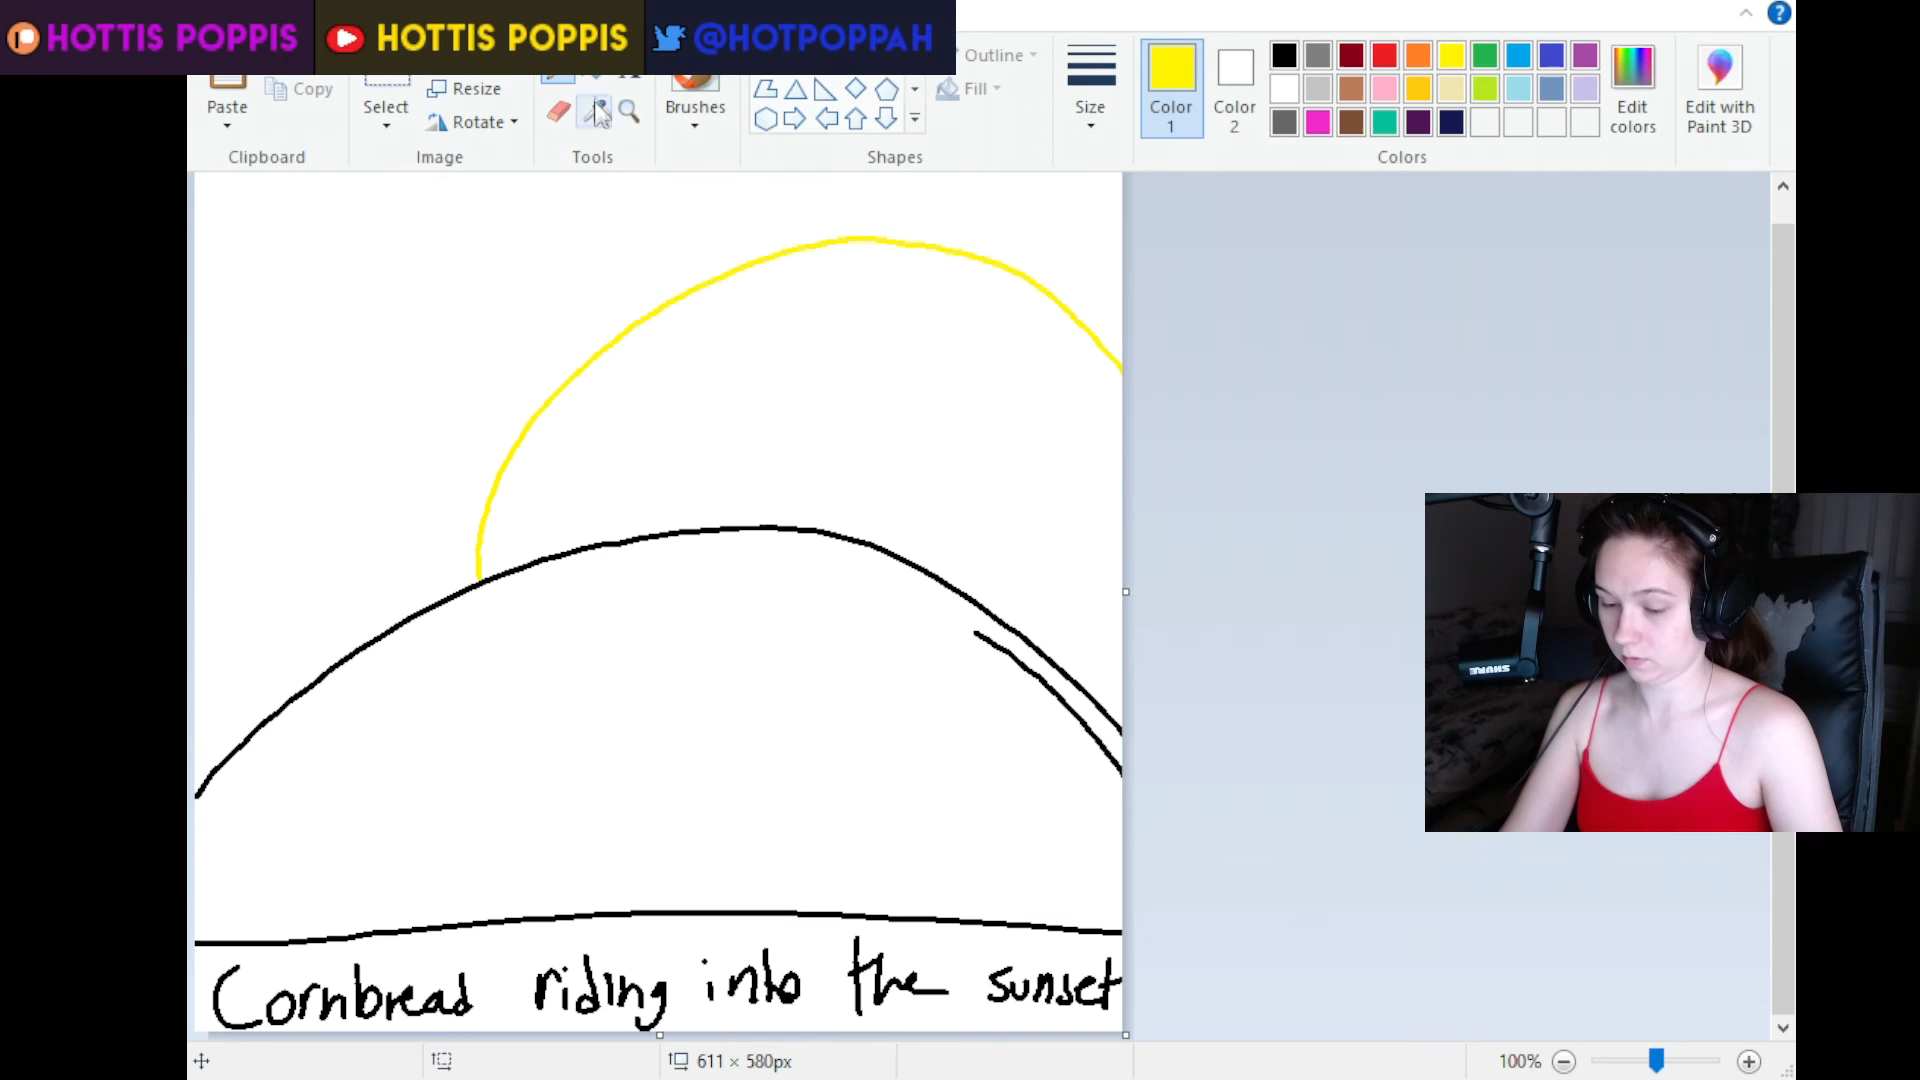 HOTTIS POPPIS HOTTIS POPPIS @HOTPOPPAH
Outline
Paste Copy Select Resize Rotate Brushes Fill Size Color 1 Color 2 Edit colors Edit with Paint 3D
Clipboard Image Tools Shapes Colors
SHURE
Cornbread riding into the sunset
611 × 580px 100%